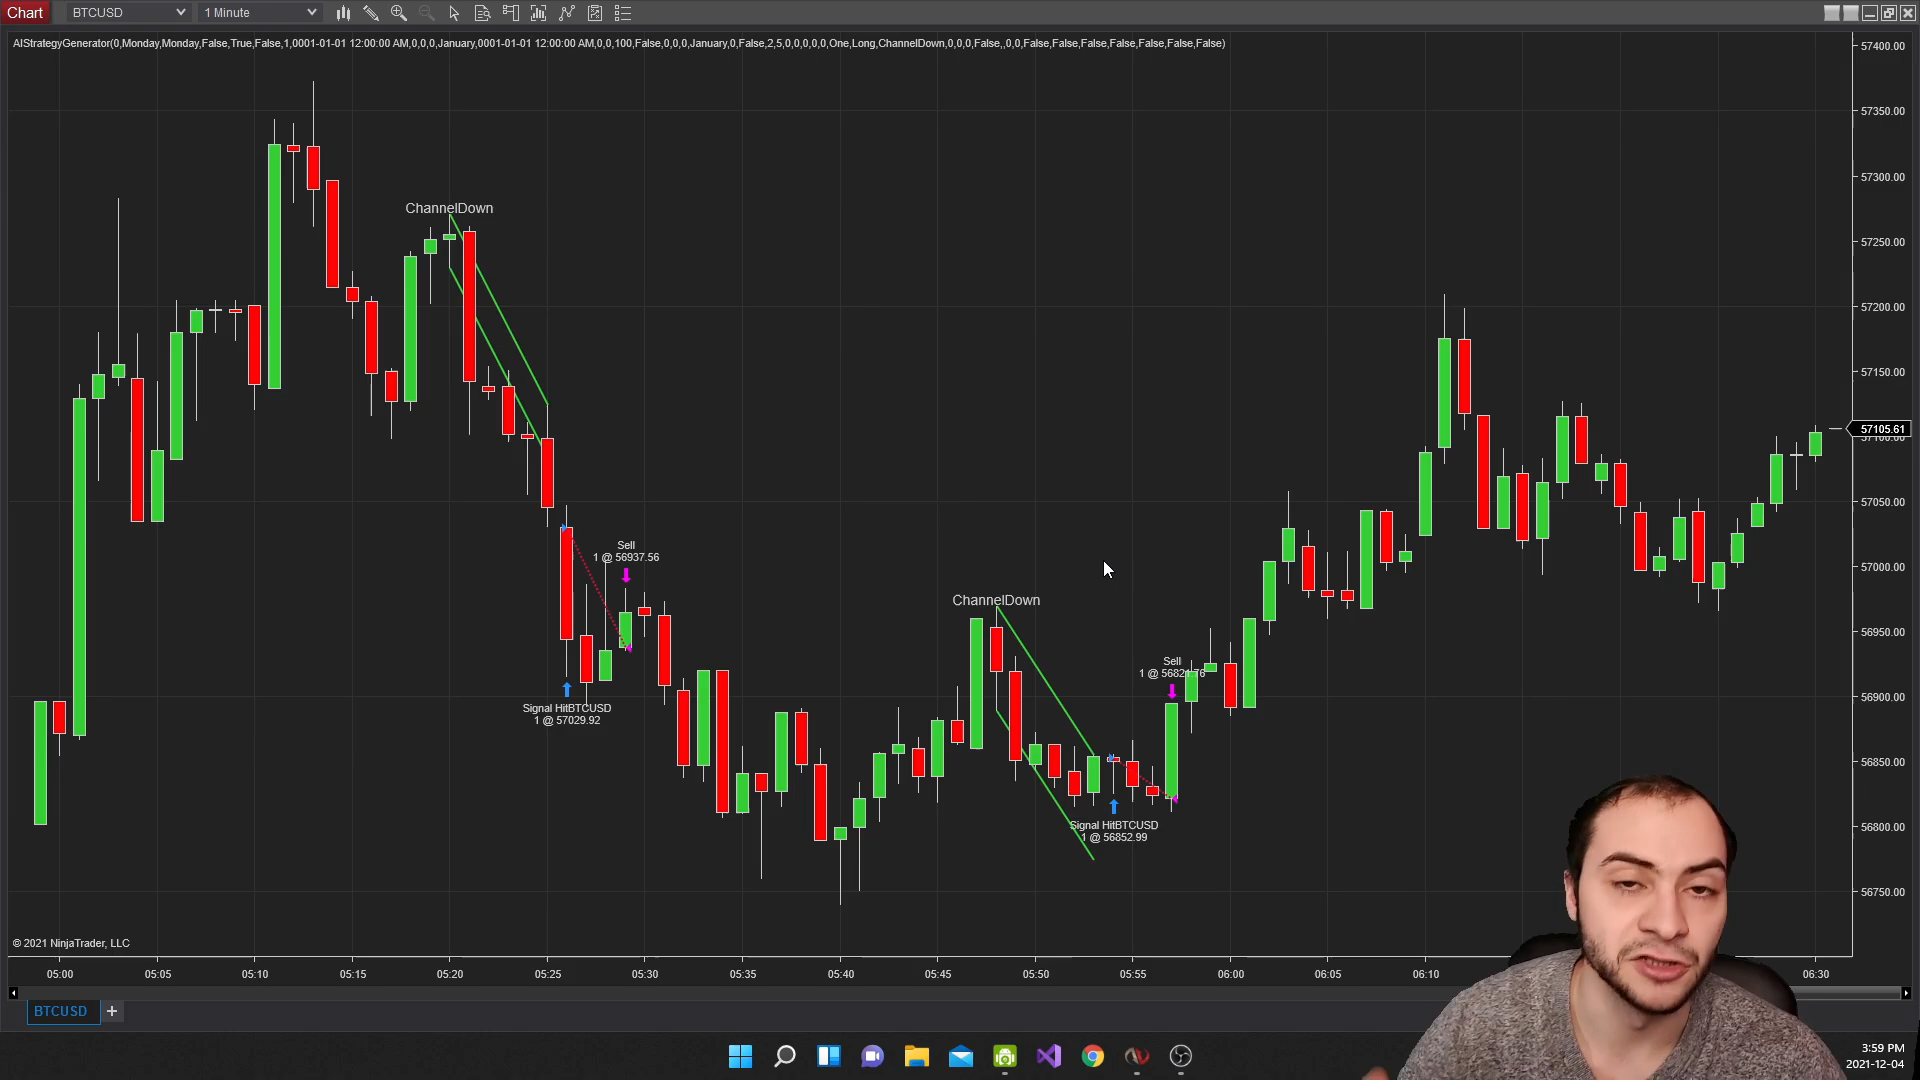 Chart BTCUSD 1 Minute
AIStrategyGenerator(0,Monday,Monday,False,True,False,1,0001-01-01 12:00:00 AM,0,0,0,January,0001-01-01 12:00:00 AM,0,0,100,False,0,0,0,January,0,False,2,5,0,0,0,0,0,One,Long,ChannelDown,0,0,0,False,,0,0,False,False,False,False,False,False,False)
57400.00
57350.00
57300.00
57250.00
57200.00
57150.00
57105.61
57100.00
57050.00
57000.00
56950.00
56900.00
56850.00
56800.00
56750.00
ChannelDown
Sell
1 @ 56937.56
Signal HitBTCUSD
1 @ 57029.92
ChannelDown
Sell
1 @ 56821.76
Signal HitBTCUSD
1 @ 56852.99
© 2021 NinjaTrader, LLC
05:00 05:05 05:10 05:15 05:20 05:25 05:30 05:35 05:40 05:45 05:50 05:55 06:00 06:05 06:10 06:30
BTCUSD +
3:59 PM
2021-12-04